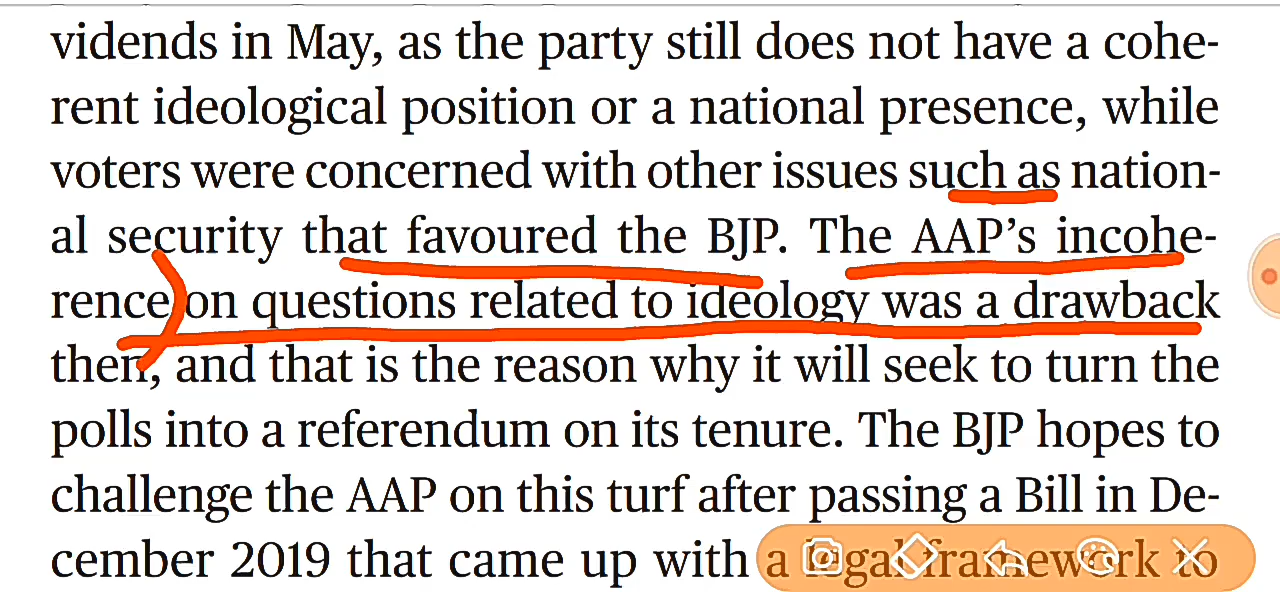 vidends in May, as the party still does not have a cohe-
rent ideological position or a national presence, while
voters were concerned with other issues such as nation-
al security that favoured the BJP. The AAP's incohe-
rence on questions related to ideology was a drawback
then, and that is the reason why it will seek to turn the
polls into a referendum on its tenure. The BJP hopes to
challenge the AAP on this turf after passing a Bill in De-
cember 2019 that came up with a legal framework to